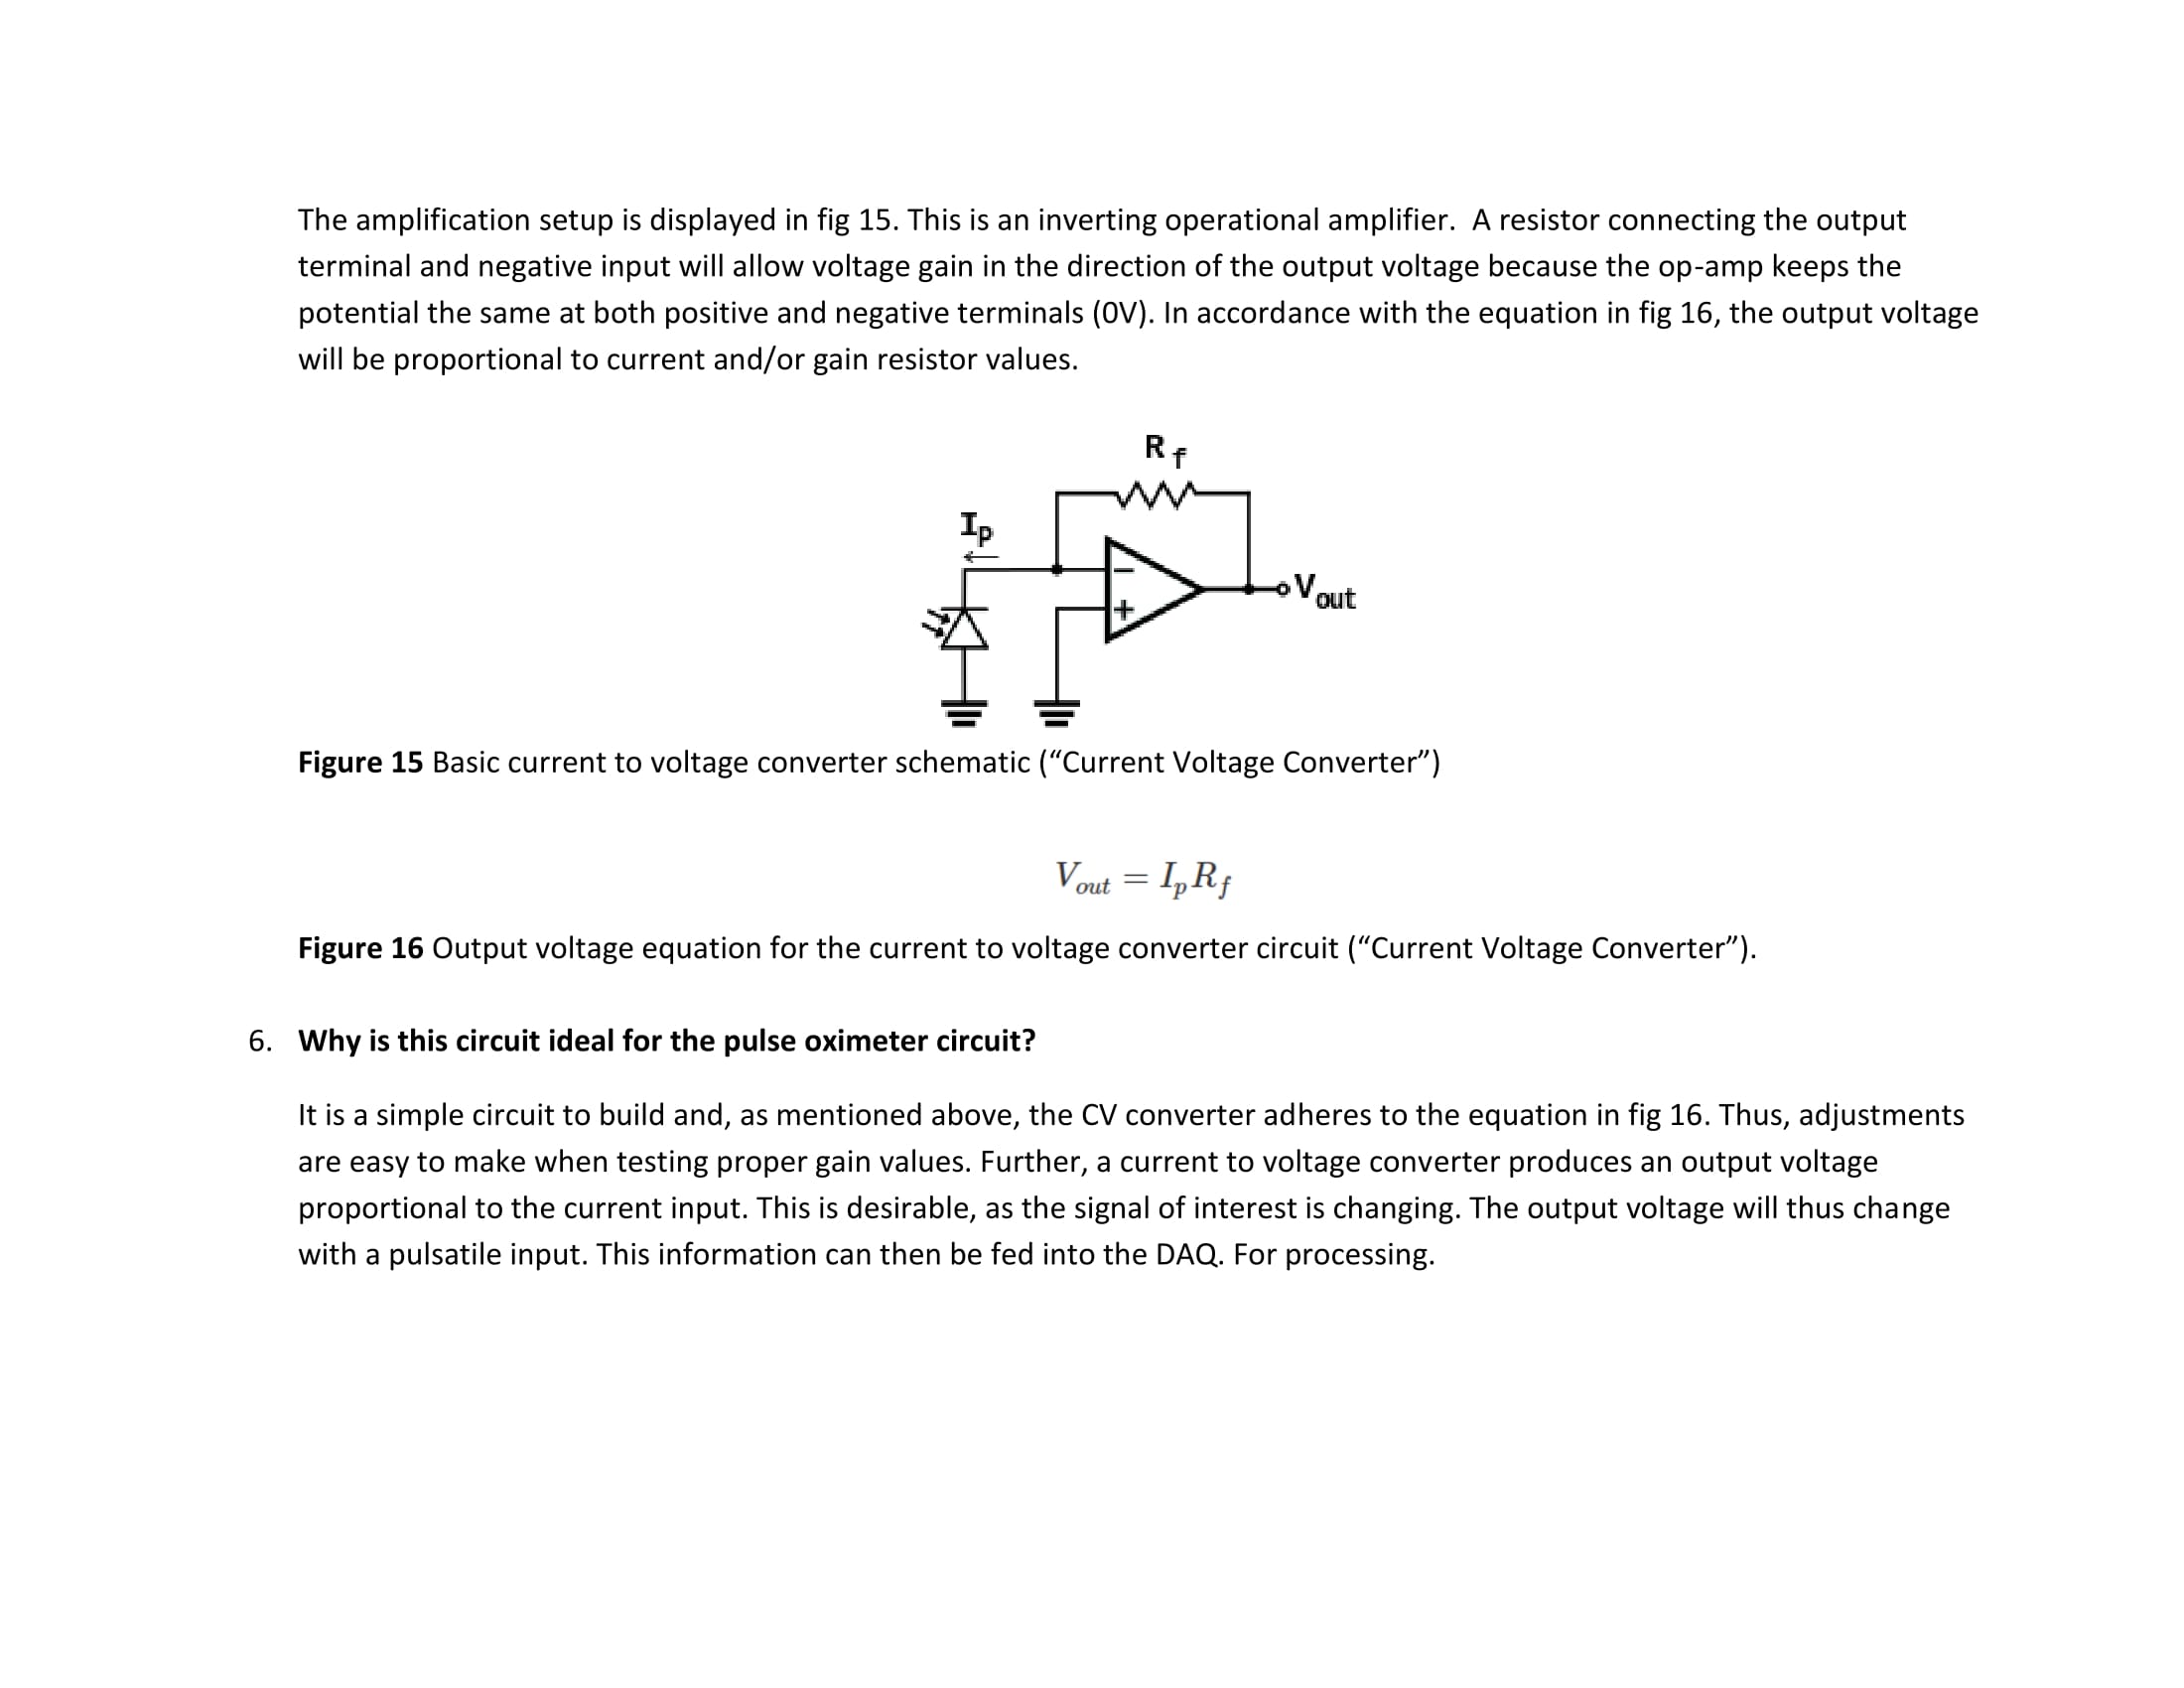 The amplification setup is displayed in fig 15. This is an inverting operational amplifier.  A resistor connecting the output
terminal and negative input will allow voltage gain in the direction of the output voltage because the op-amp keeps the
potential the same at both positive and negative terminals (0V). In accordance with the equation in fig 16, the output voltage
will be proportional to current and/or gain resistor values.
R f
Ip
−
+
Vout
Figure 15 Basic current to voltage converter schematic (“Current Voltage Converter”)
Vout = IpRf
Figure 16 Output voltage equation for the current to voltage converter circuit (“Current Voltage Converter”).
6. Why is this circuit ideal for the pulse oximeter circuit?
It is a simple circuit to build and, as mentioned above, the CV converter adheres to the equation in fig 16. Thus, adjustments
are easy to make when testing proper gain values. Further, a current to voltage converter produces an output voltage
proportional to the current input. This is desirable, as the signal of interest is changing. The output voltage will thus change
with a pulsatile input. This information can then be fed into the DAQ. For processing.